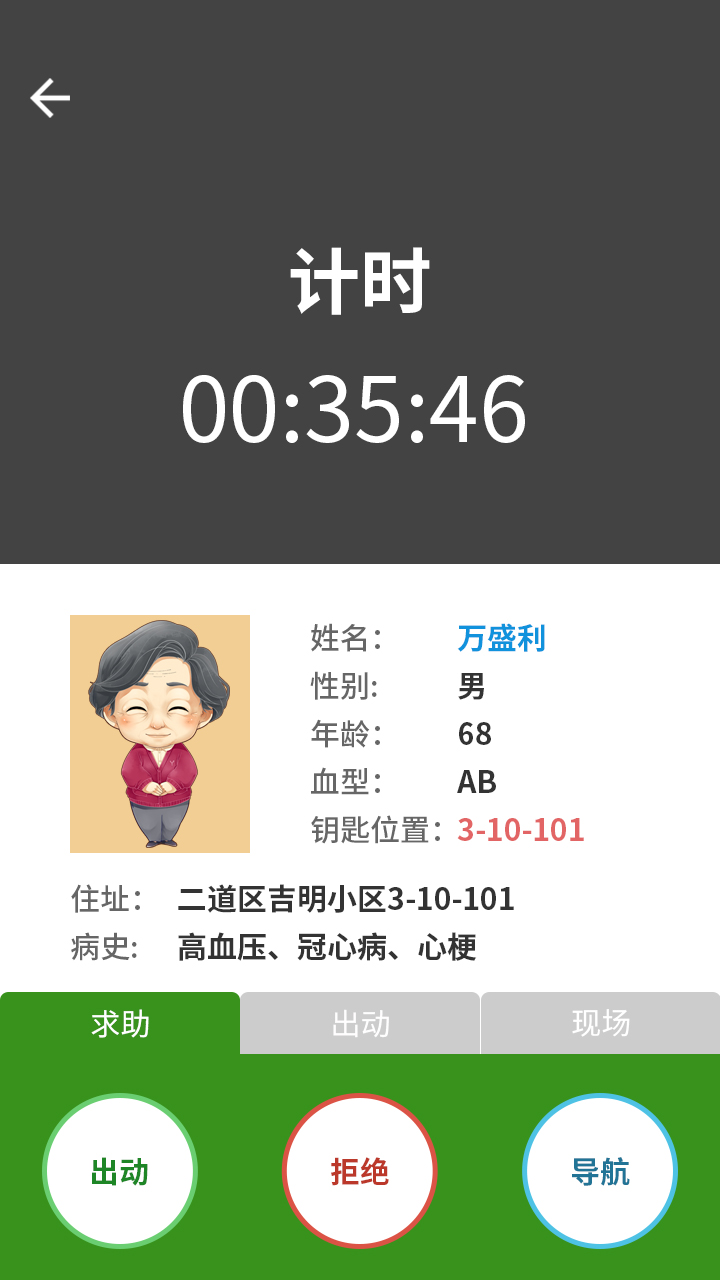 计时
00:35:46
姓名： 万盛利
性别: 男
年龄： 68
血型： AB
钥匙位置： 3-10-101
住址： 二道区吉明小区3-10-101
病史: 高血压、冠心病、心梗
求助 出动 现场
出动 拒绝 导航